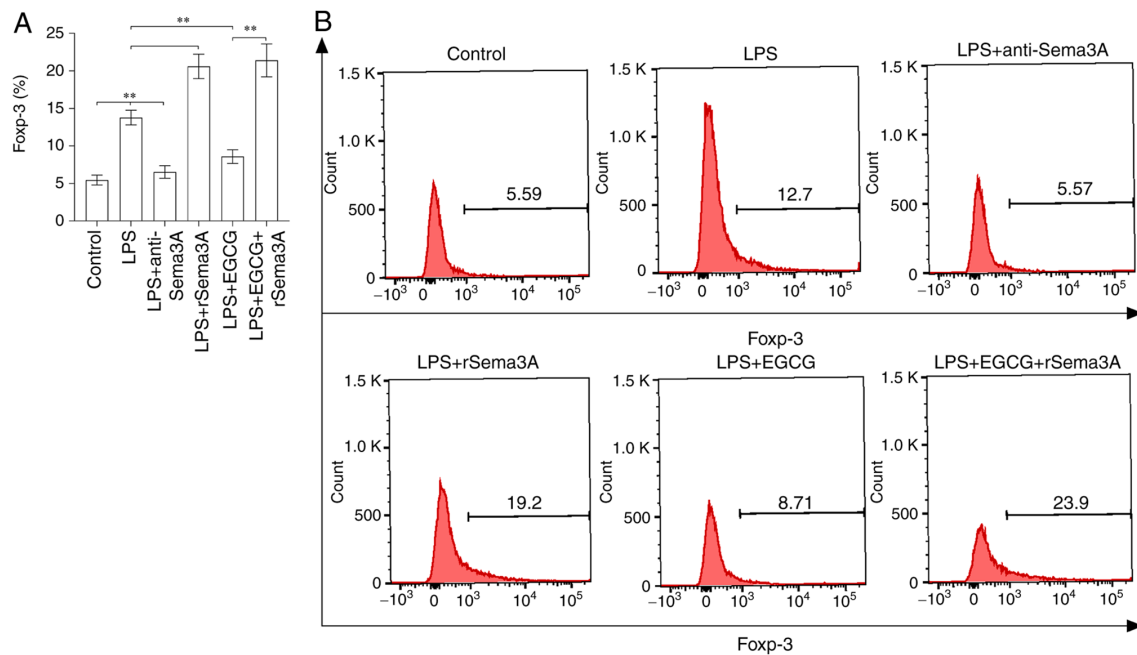 A
Foxp-3 (%)
25
20
15
10
5
0
**
**
**
Control
LPS
LPS+anti-
Sema3A
LPS+rSema3A
LPS+EGCG
LPS+EGCG+
rSema3A
B
Control
1.5 K
1.0 K
500
0
Count
5.59
−10³ 0 10³ 10⁴ 10⁵
LPS
1.5 K
1.0 K
500
0
Count
12.7
−10³ 0 10³ 10⁴ 10⁵
LPS+anti-Sema3A
1.5 K
1.0 K
500
0
Count
5.57
−10³ 0 10³ 10⁴ 10⁵
Foxp-3
LPS+rSema3A
1.5 K
1.0 K
500
0
Count
19.2
−10³ 0 10³ 10⁴ 10⁵
LPS+EGCG
1.5 K
1.0 K
500
0
Count
8.71
−10³ 0 10³ 10⁴ 10⁵
LPS+EGCG+rSema3A
1.5 K
1.0 K
500
0
Count
23.9
−10³ 0 10³ 10⁴ 10⁵
Foxp-3